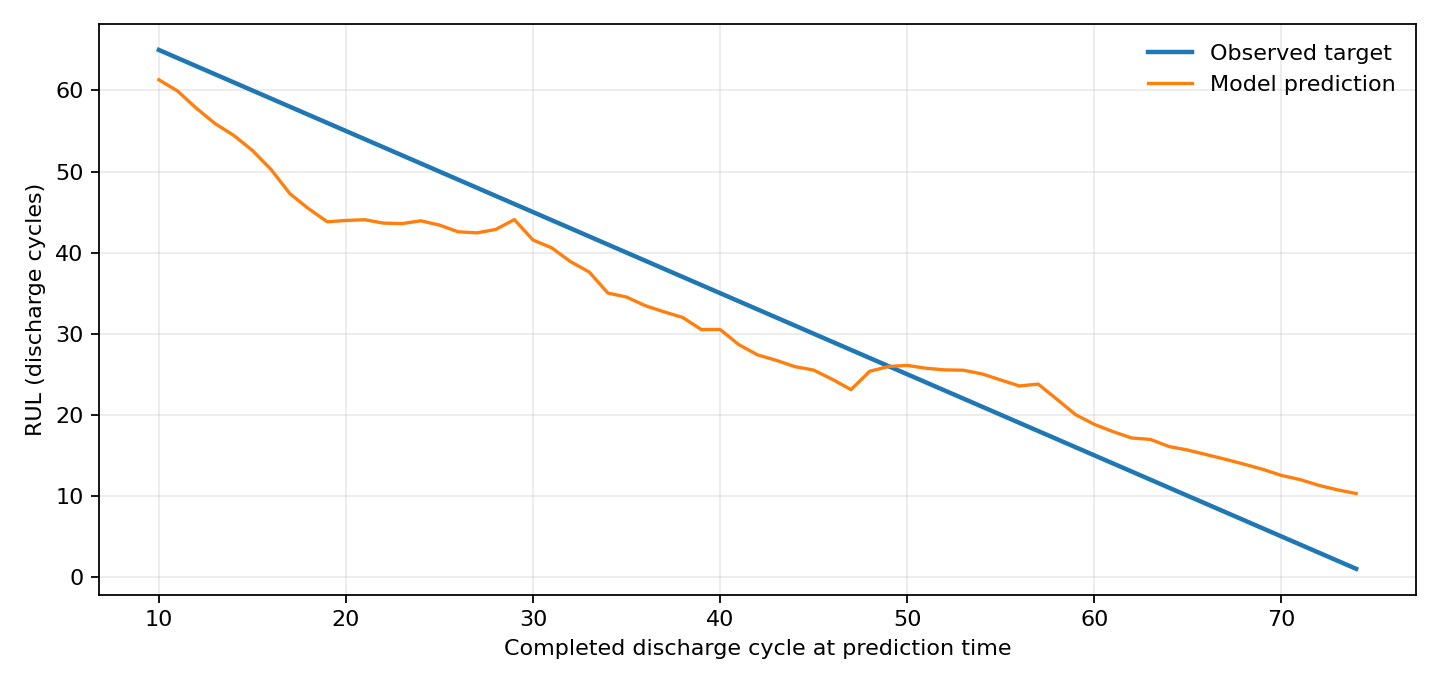 Observed target
Model prediction
60
50
40
30
20
10
0
RUL (discharge cycles)
10 20 30 40 50 60 70
Completed discharge cycle at prediction time